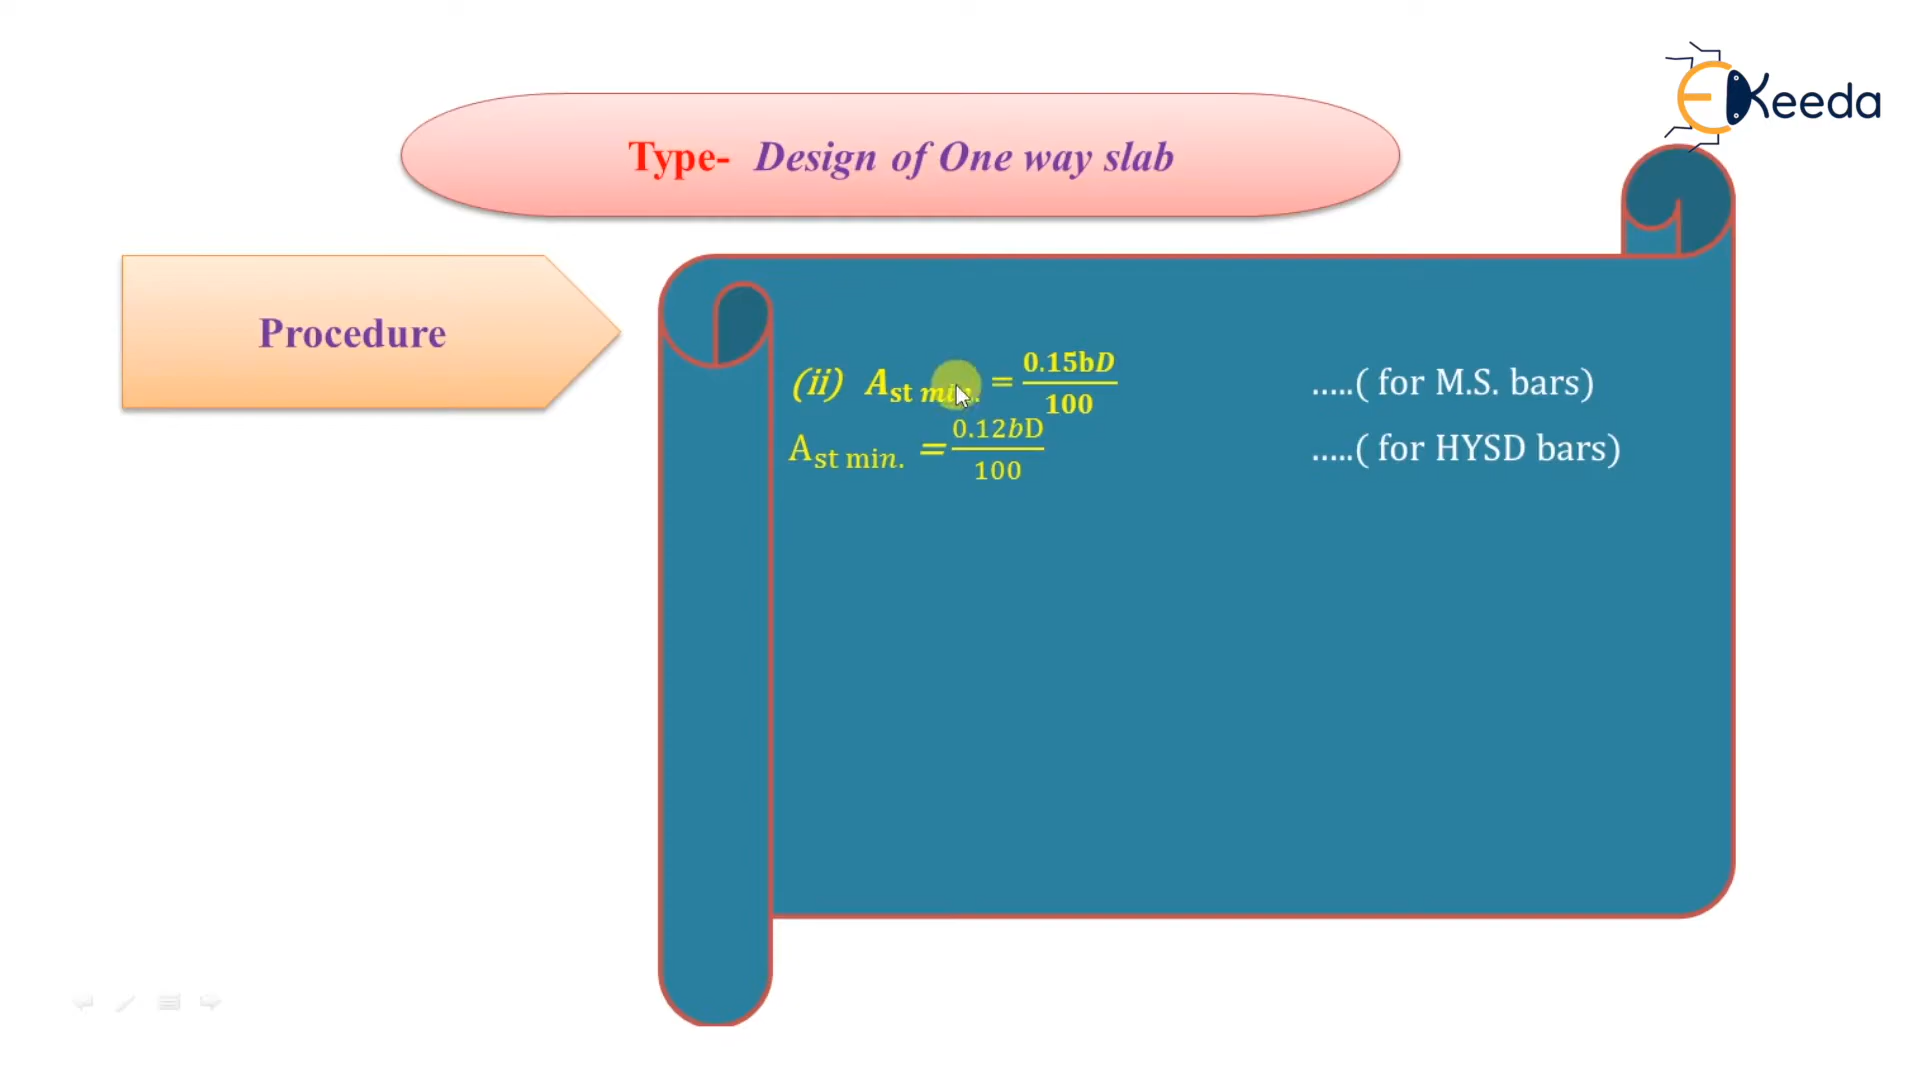 EKeeda
Type- Design of One way slab
Procedure
(ii) A_st min. = 0.15bD/100 .....( for M.S. bars)
A_st min. = 0.12bD/100 .....( for HYSD bars)